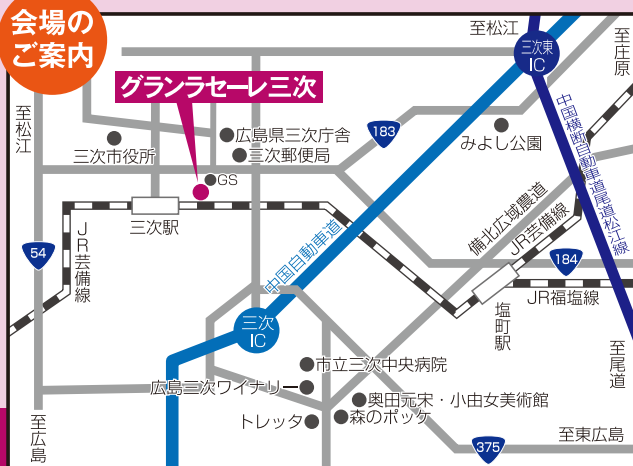 会場の
ご案内
至松江
三次東
IC
至庄原
グランラセーレ三次
至松江
183
広島県三次庁舎
三次市役所
三次郵便局
みよし公園
中国横断自動車道尾道松江線
GS
三次駅
備北広域農道
JR芸備線
JR芸備線
54
中国自動車道
184
JR福塩線
塩町駅
三次
IC
至尾道
市立三次中央病院
広島三次ワイナリー
奥田元宋・小由女美術館
トレッタ
森のポッケ
至広島
375
至東広島